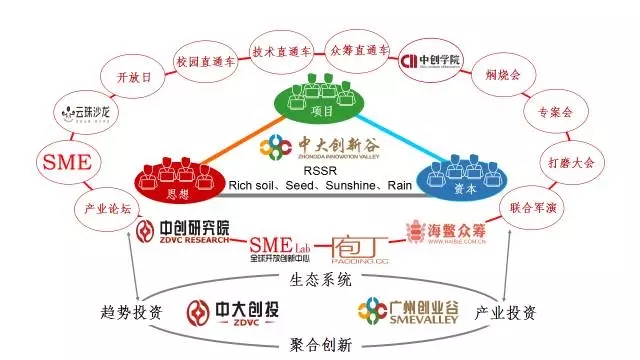 众筹直通车
技术直通车
校园直通车
中创学院
开放日
焖烧会
云珠沙龙
专案会
项目
SME
中大创新谷
ZHONGDA INNOVATION VALLEY
打磨大会
RSSR
Rich soil、Seed、Sunshine、Rain
思想
资本
产业论坛
联合军演
中创研究院
ZDVC RESEARCH
SME Lab
全球开放创新中心
庖丁
PAODING.CC
海鳖众筹
WWW.HAIBIE.COM.CN
生态系统
趋势投资
中大创投
ZDVC
广州创业谷
SMEVALLEY
产业投资
聚合创新